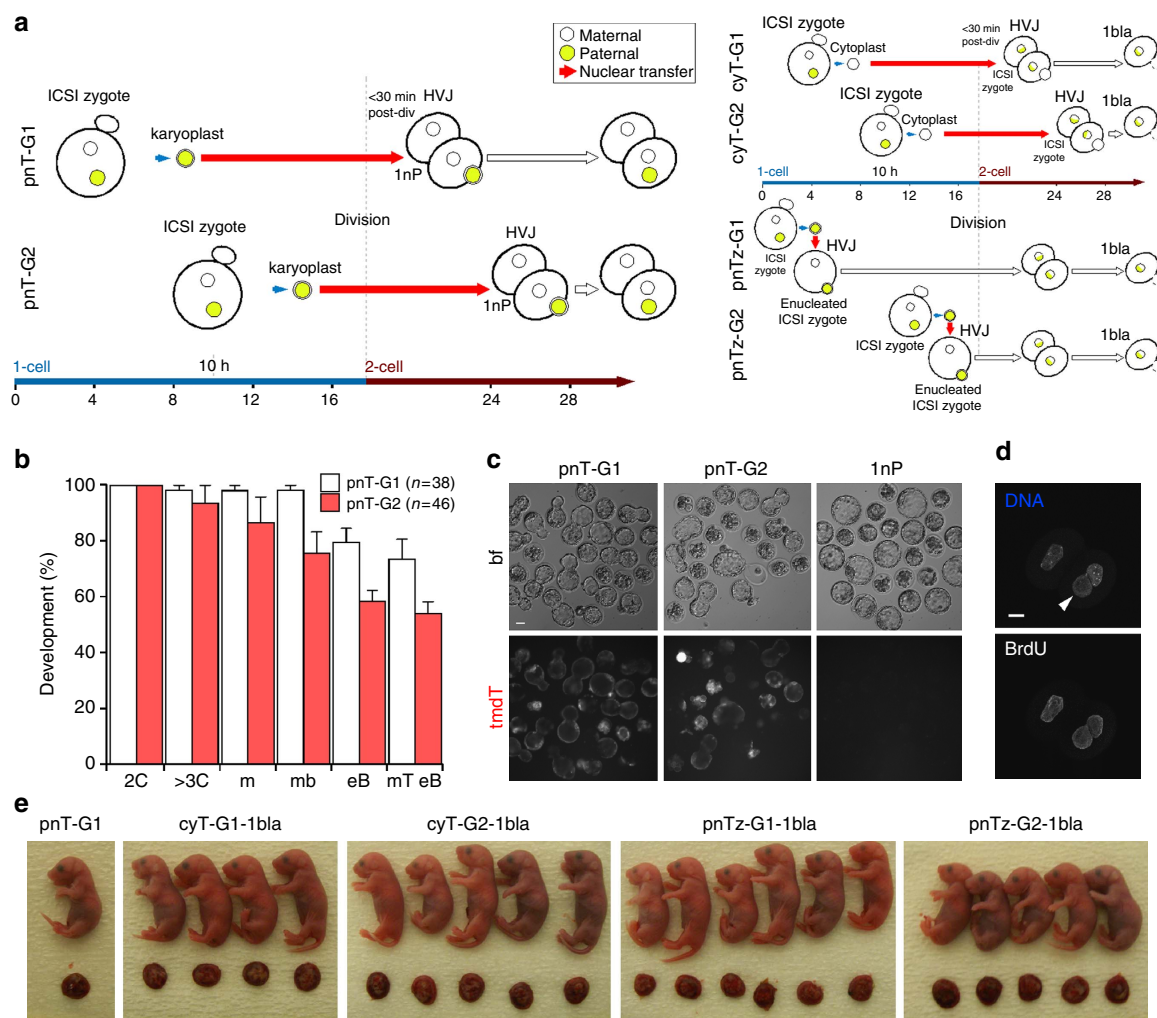 a
Maternal
Paternal
Nuclear transfer
pnT-G1
ICSI zygote
karyoplast
<30 min
post-div
HVJ
1nP
Division
pnT-G2
ICSI zygote
karyoplast
HVJ
1nP
1-cell
10 h
2-cell
0 4 8 12 16 24 28
cyT-G1
ICSI zygote
Cytoplast
<30 min
post-div
HVJ
ICSI
zygote
1bla
cyT-G2
ICSI zygote
Cytoplast
HVJ
ICSI
zygote
1bla
1-cell
10 h
2-cell
0 4 8 12 16 24 28
Division
pnTz-G1
ICSI
zygote
HVJ
Enucleated
ICSI zygote
1bla
pnTz-G2
ICSI zygote
HVJ
Enucleated
ICSI zygote
1bla
b
Development (%)
100
80
60
40
20
0
pnT-G1 (n=38)
pnT-G2 (n=46)
2C >3C m mb eB mT eB
c
pnT-G1 pnT-G2 1nP
bf
tmdT
d
DNA
BrdU
e
pnT-G1 cyT-G1-1bla cyT-G2-1bla pnTz-G1-1bla pnTz-G2-1bla